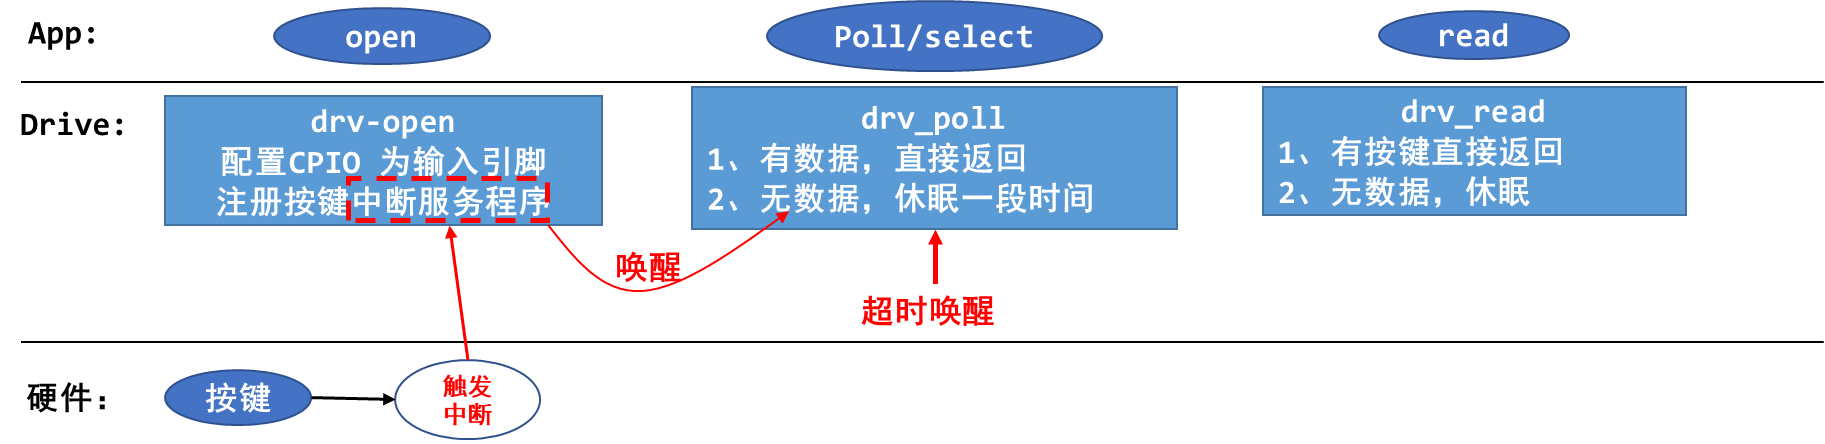 App:
open
Poll/select
read
Drive:
drv-open
配置CPIO 为输入引脚
注册按键中断服务程序
drv_poll
1、有数据，直接返回
2、无数据，休眠一段时间
drv_read
1、有按键直接返回
2、无数据，休眠
唤醒
超时唤醒
硬件：
按键
触发
中断